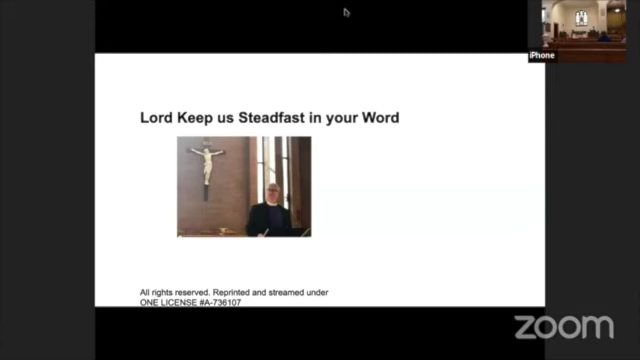 iPhone
Lord Keep us Steadfast in your Word
All rights reserved. Reprinted and streamed under
ONE LICENSE #A-736107
zoom